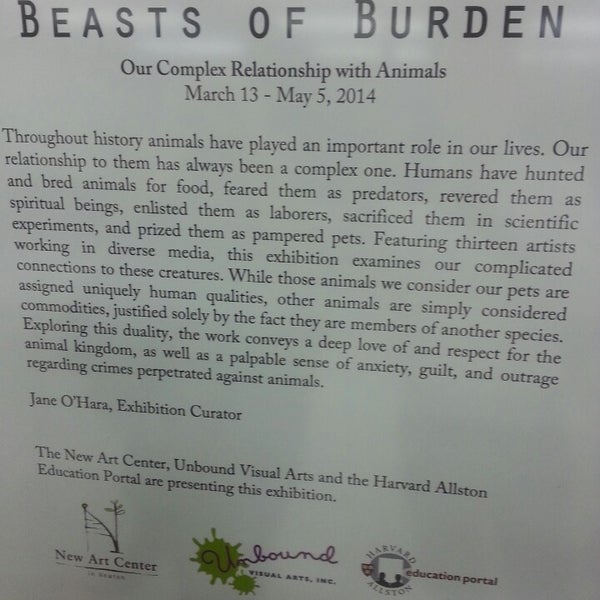 BEASTS OF BURDEN
Our Complex Relationship with Animals
March 13 - May 5, 2014
Throughout history animals have played an important role in our lives. Our
relationship to them has always been a complex one. Humans have hunted
and bred animals for food, feared them as predators, revered them as
spiritual beings, enlisted them as laborers, sacrificed them in scientific
experiments, and prized them as pampered pets. Featuring thirteen artists
working in diverse media, this exhibition examines our complicated
connections to these creatures. While those animals we consider our pets are
assigned uniquely human qualities, other animals are simply considered
commodities, justified solely by the fact they are members of another species.
Exploring this duality, the work conveys a deep love of and respect for the
animal kingdom, as well as a palpable sense of anxiety, guilt, and outrage
regarding crimes perpetrated against animals.
Jane O'Hara, Exhibition Curator
The New Art Center, Unbound Visual Arts and the Harvard Allston
Education Portal are presenting this exhibition.
New Art Center
in newton
Unbound
VISUAL ARTS, INC.
HARVARD
ALLSTON
education portal